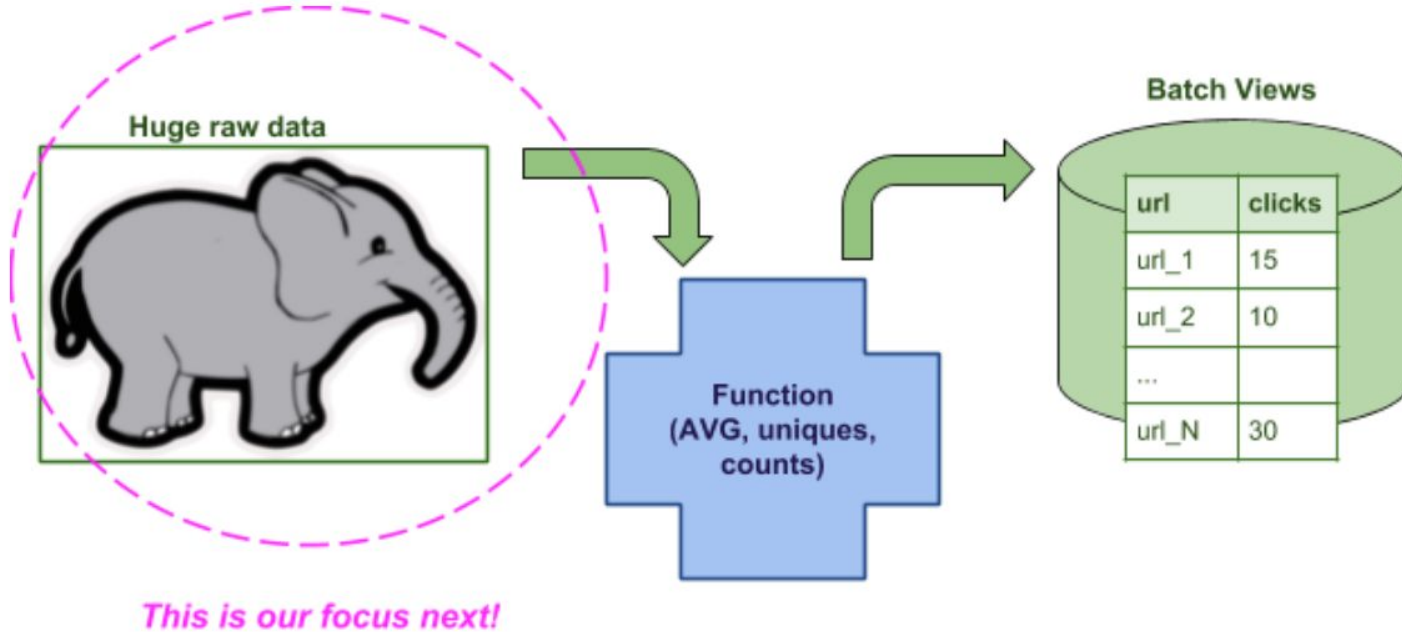 Huge raw data
Function
(AVG, uniques,
counts)
Batch Views
url clicks
url_1 15
url_2 10
...
url_N 30
This is our focus next!